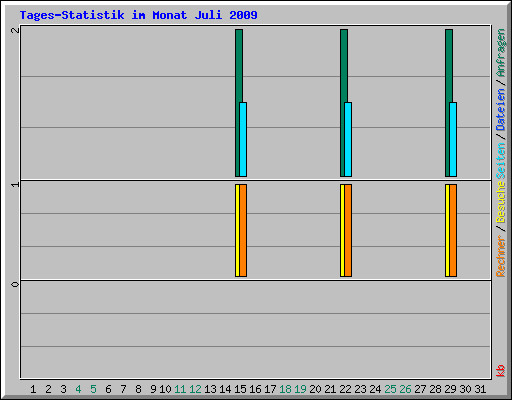 Tages-Statistik im Monat Juli 2009
2
1
0
Rechner / Besuche Seiten / Dateien / Anfragen
kb
1 2 3 4 5 6 7 8 9 10 11 12 13 14 15 16 17 18 19 20 21 22 23 24 25 26 27 28 29 30 31